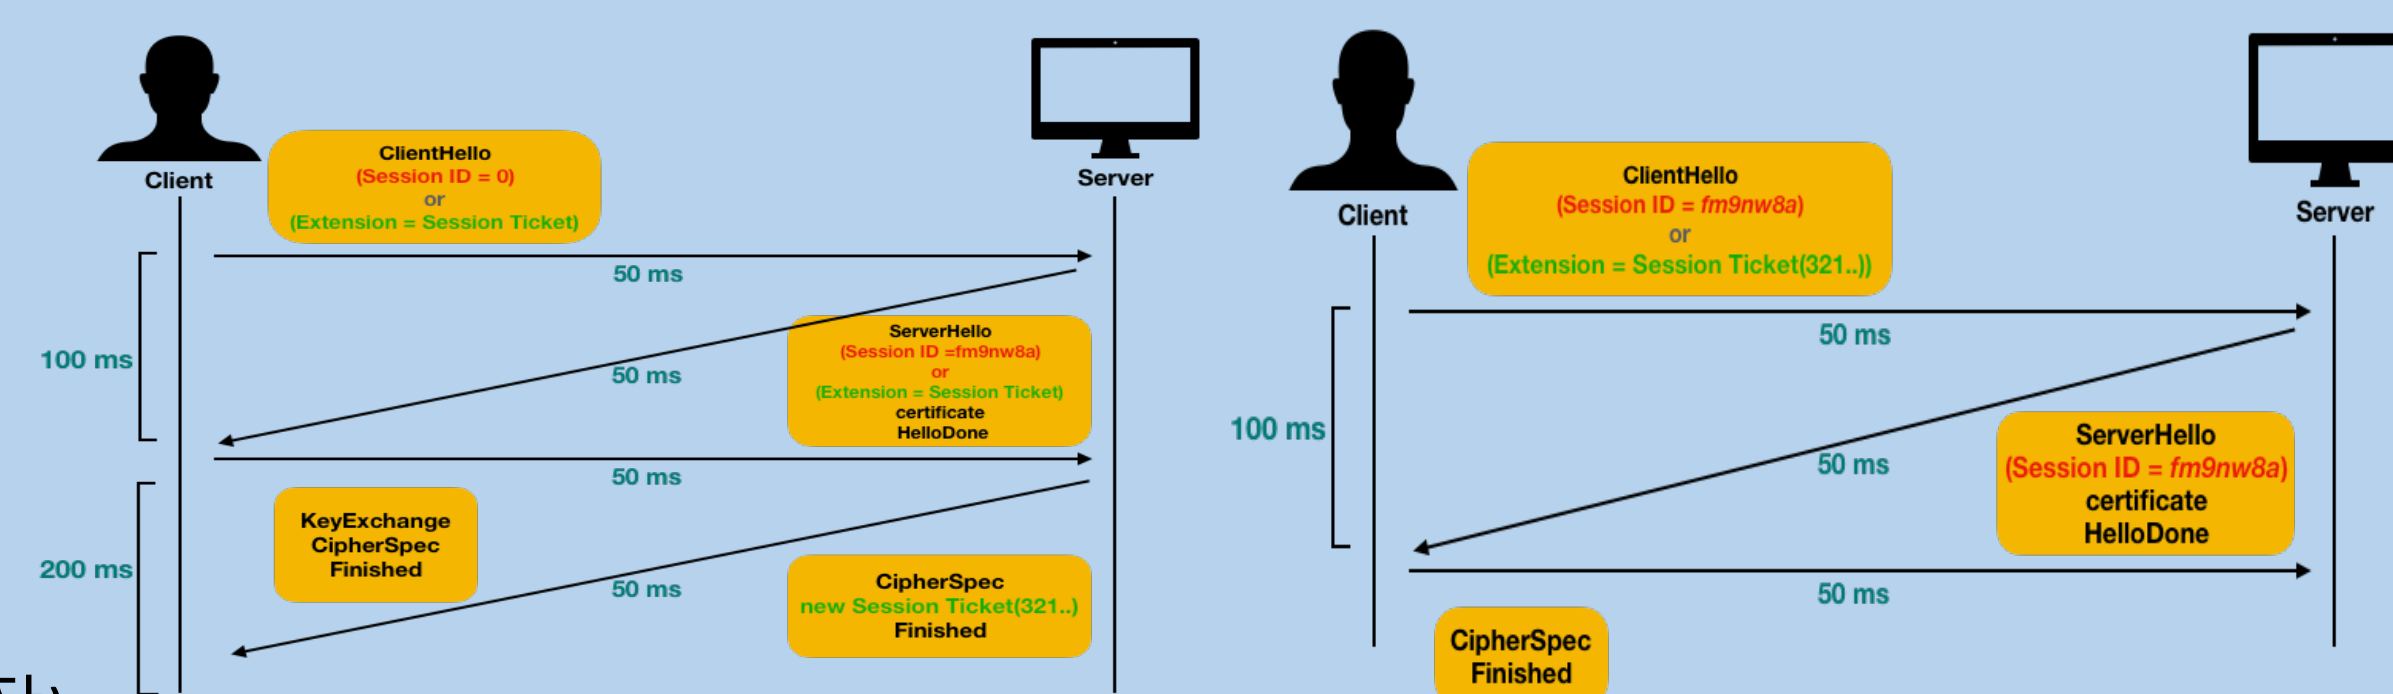 Client
ClientHello
(Session ID = 0)
or
(Extension = Session Ticket)
Server
50 ms
100 ms
50 ms
ServerHello
(Session ID =fm9nw8a)
or
(Extension = Session Ticket)
certificate
HelloDone
50 ms
KeyExchange
CipherSpec
Finished
200 ms
50 ms
CipherSpec
new Session Ticket(321..)
Finished
Client
ClientHello
(Session ID = fm9nw8a)
or
(Extension = Session Ticket(321..))
Server
50 ms
100 ms
50 ms
ServerHello
(Session ID = fm9nw8a)
certificate
HelloDone
50 ms
CipherSpec
Finished